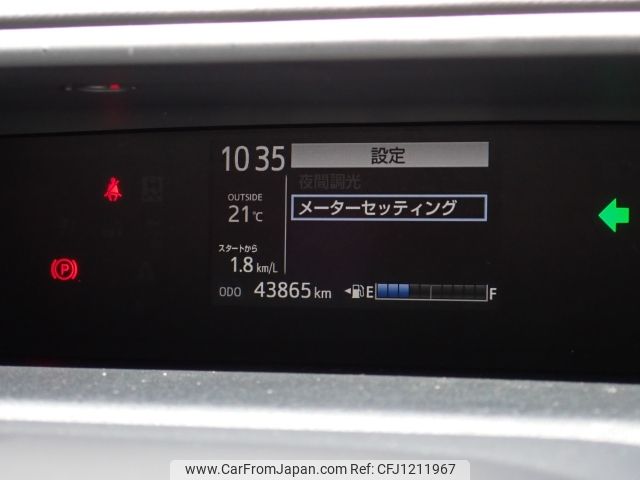 10 35
設定
夜間調光
OUTSIDE
21℃
メーターセッティング
スタートから
1.8 km/L
ODO 43865 km
E F
P
www.CarFromJapan.com | ref:CFJ1211967